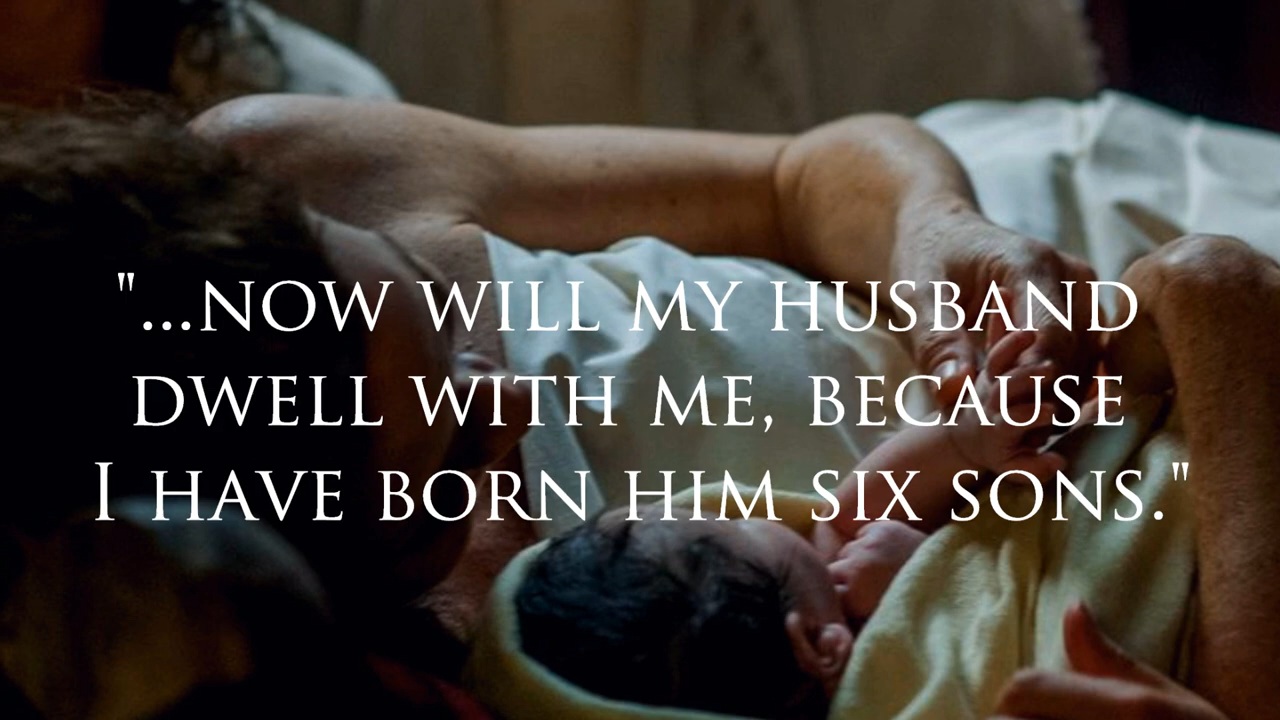 "...NOW WILL MY HUSBAND
DWELL WITH ME, BECAUSE
I HAVE BORN HIM SIX SONS."